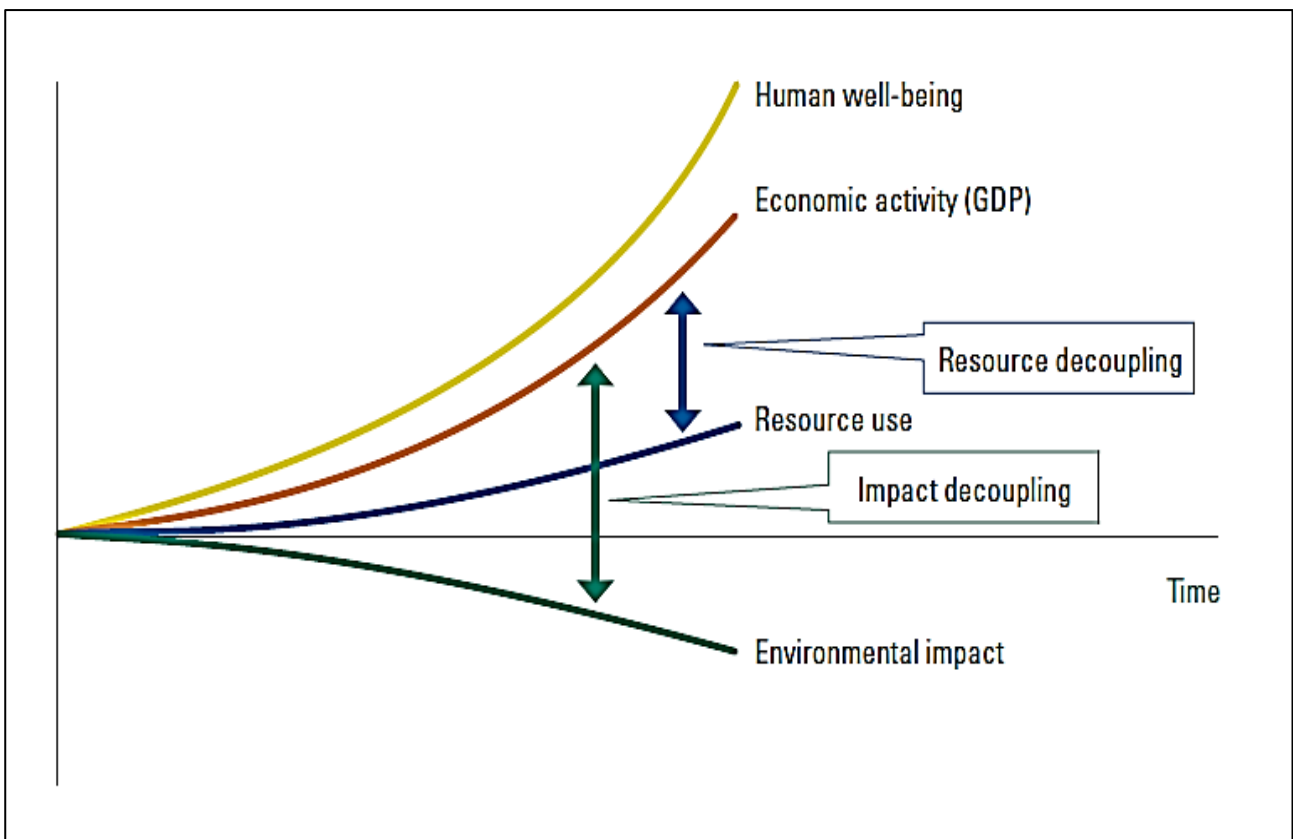 Human well-being
Economic activity (GDP)
Resource decoupling
Resource use
Impact decoupling
Time
Environmental impact